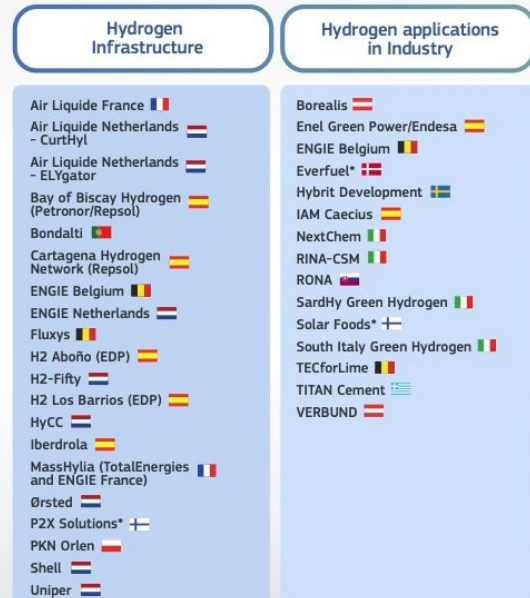 Hydrogen
Infrastructure
Air Liquide France
Air Liquide Netherlands
- CurtHyl
Air Liquide Netherlands
- ELYgator
Bay of Biscay Hydrogen
(Petronor/Repsol)
Bondalti
Cartagena Hydrogen
Network (Repsol)
ENGIE Belgium
ENGIE Netherlands
Fluxys
H2 Aboño (EDP)
H2-Fifty
H2 Los Barrios (EDP)
HyCC
Iberdrola
MassHylia (TotalEnergies
and ENGIE France)
Ørsted
P2X Solutions*
PKN Orlen
Shell
Uniper
Hydrogen applications
in Industry
Borealis
Enel Green Power/Endesa
ENGIE Belgium
Everfuel*
Hybrit Development
IAM Caecius
NextChem
RINA-CSM
RONA
SardHy Green Hydrogen
Solar Foods*
South Italy Green Hydrogen
TECforLime
TITAN Cement
VERBUND